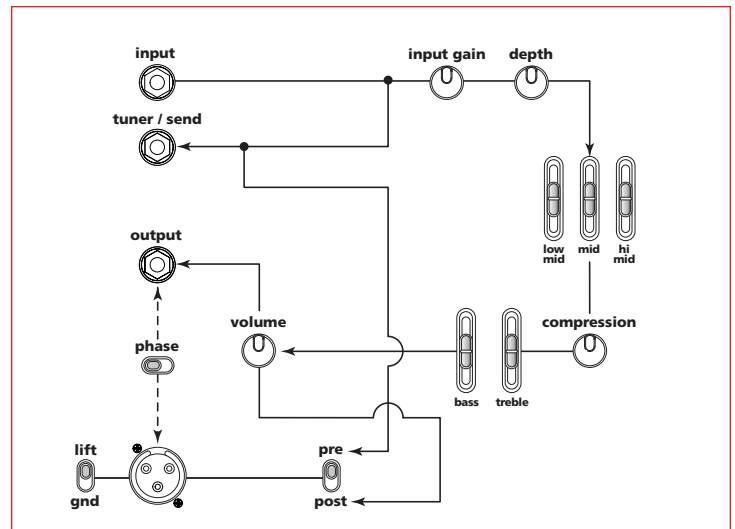 input
input gain
depth
tuner / send
output
low
mid
mid
hi
mid
volume
compression
phase
bass
treble
lift
pre
gnd
post